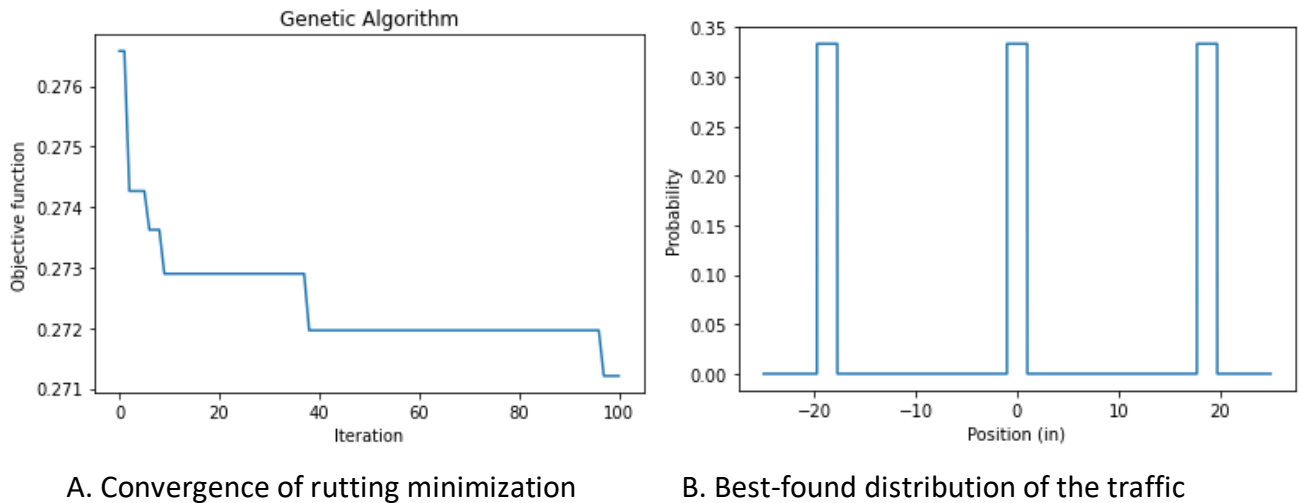 Genetic Algorithm
0.276
0.275
0.274
0.273
0.272
0.271
Objective function
0 20 40 60 80 100
Iteration
0.35
0.30
0.25
0.20
0.15
0.10
0.05
0.00
Probability
−20 −10 0 10 20
Position (in)
A. Convergence of rutting minimization
B. Best-found distribution of the traffic